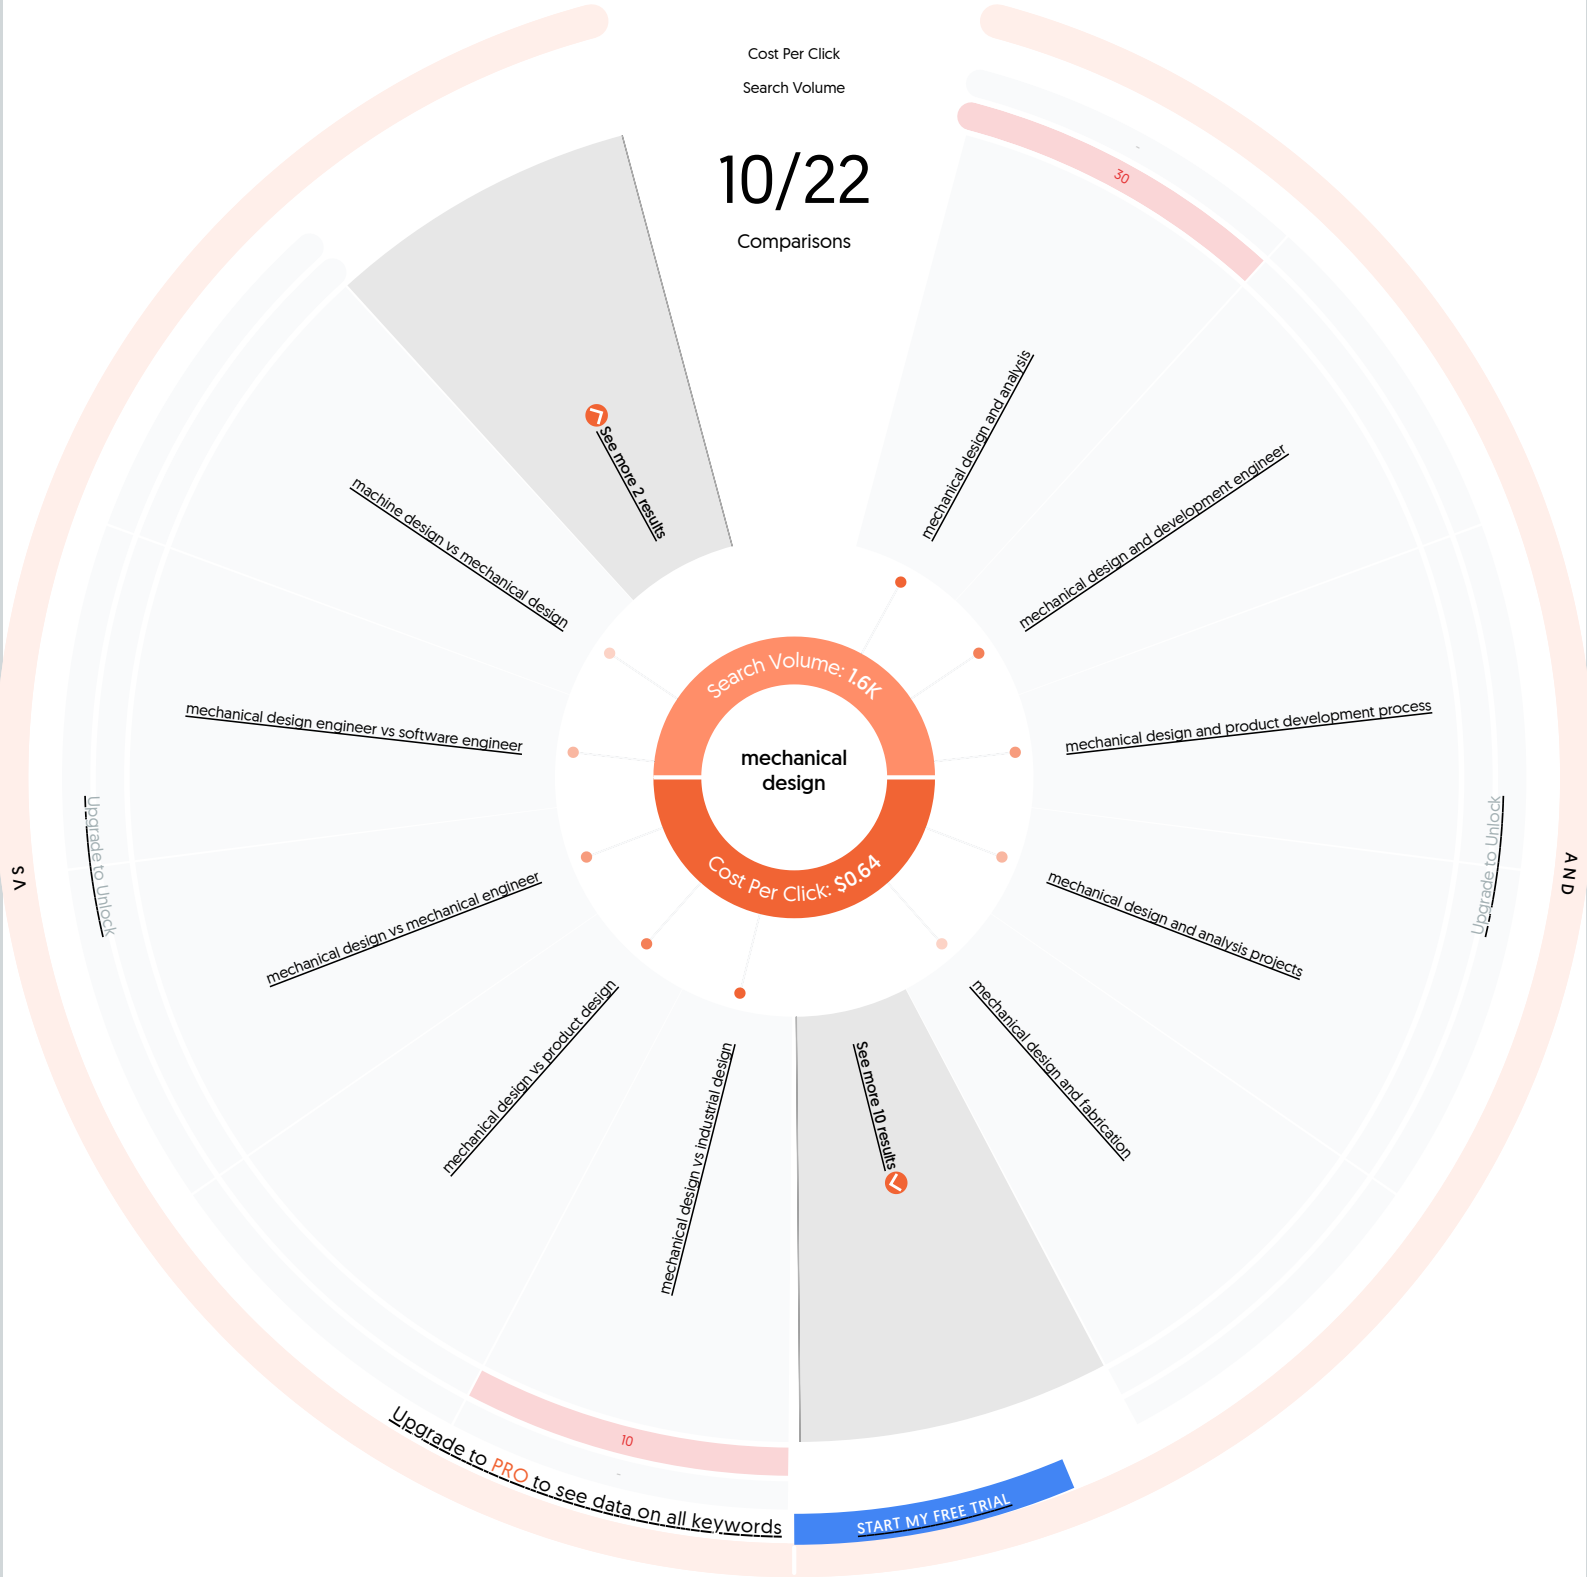 Cost Per Click
Search Volume
10/22
Comparisons
-
30
mechanical design and analysis
mechanical design and development engineer
mechanical design and product development process
mechanical design and analysis projects
mechanical design and fabrication
See more 10 results
mechanical design vs industrial design
mechanical design vs product design
mechanical design vs mechanical engineer
mechanical design engineer vs software engineer
machine design vs mechanical design
See more 2 results
Search Volume: 1.6K
mechanical
design
Cost Per Click: $0.64
Upgrade to Unlock
VS
Upgrade to Unlock
AND
10
-
Upgrade to PRO to see data on all keywords
START MY FREE TRIAL